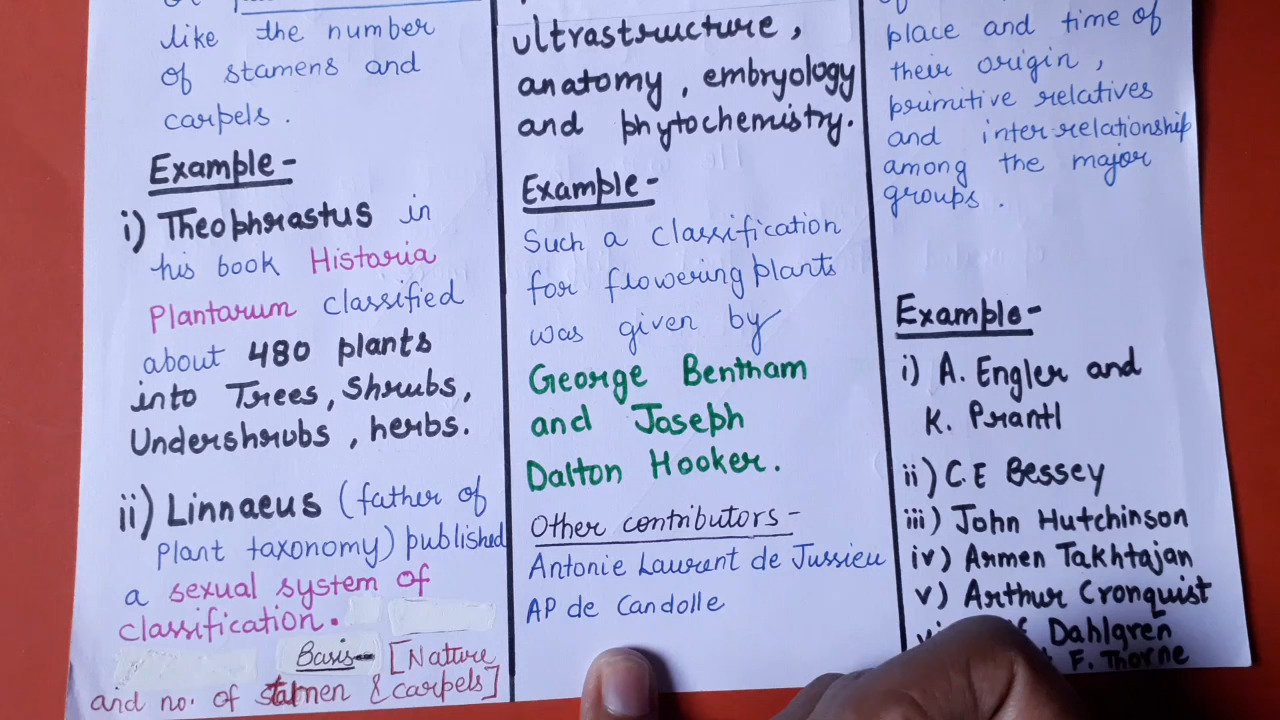 like the number
of stamens and
carpels.
Example-
i) Theophrastus in
his book Historia
Plantarum classified
about 480 plants
into Trees, Shrubs,
Undershrubs, herbs.
ii) Linnaeus (father of
plant taxonomy) published
a sexual system of
classification.
Basis- [Nature
and no. of stamen & carpels]
ultrastructure,
anatomy, embryology
and phytochemistry.
Example-
Such a classification
for flowering plants
was given by
George Bentham
and Joseph
Dalton Hooker.
Other contributors-
Antonie Laurent de Jussieu
AP de Candolle
place and time of
their origin,
primitive relatives
and inter-relationship
among the major
groups.
Example-
i) A. Engler and
K. Prantl
ii) C.E Bessey
iii) John Hutchinson
iv) Armen Takhtajan
v) Arthur Cronquist
Dahlgren
F. Thorne